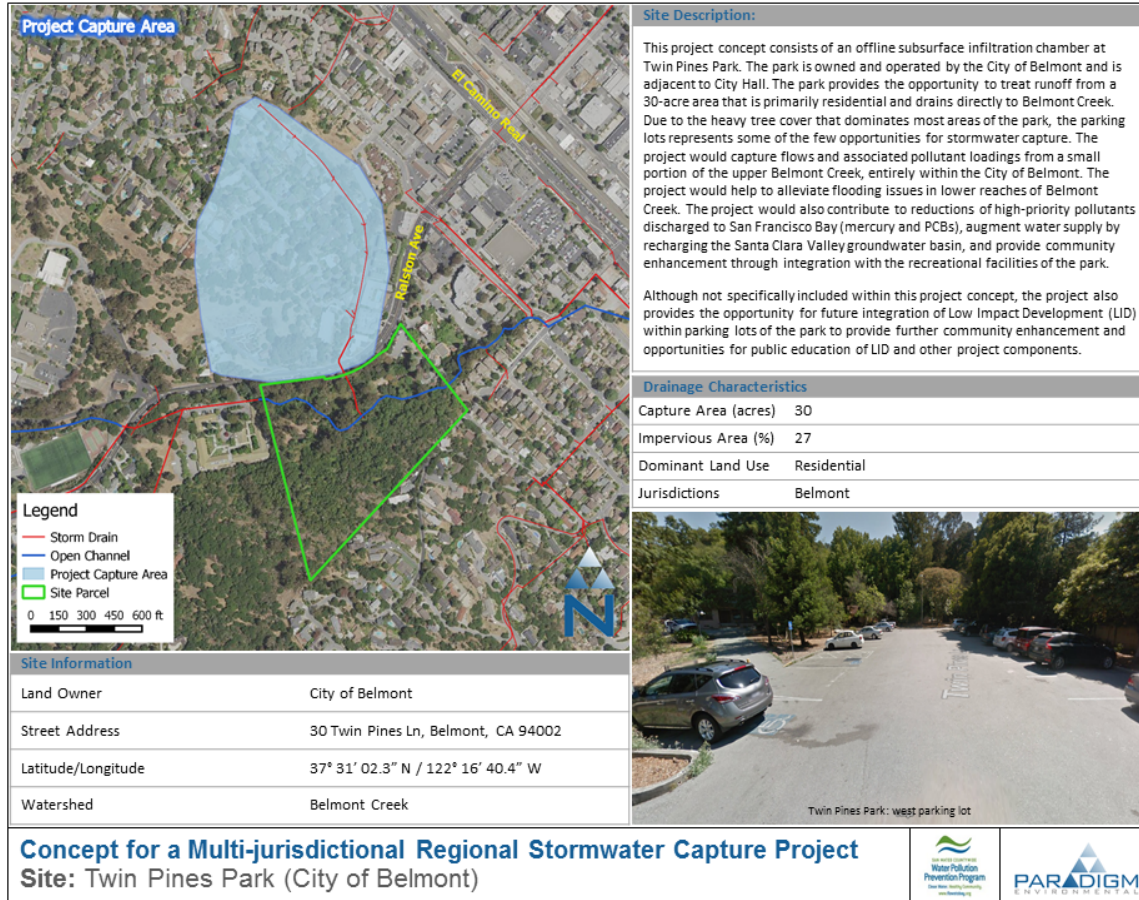 Project Capture Area
El Camino Real
Ralston Ave
Legend
Storm Drain
Open Channel
Project Capture Area
Site Parcel
0 150 300 450 600 ft
N
Site Description:
This project concept consists of an offline subsurface infiltration chamber at
Twin Pines Park. The park is owned and operated by the City of Belmont and is
adjacent to City Hall. The park provides the opportunity to treat runoff from a
30-acre area that is primarily residential and drains directly to Belmont Creek.
Due to the heavy tree cover that dominates most areas of the park, the parking
lots represents some of the few opportunities for stormwater capture. The
project would capture flows and associated pollutant loadings from a small
portion of the upper Belmont Creek, entirely within the City of Belmont. The
project would help to alleviate flooding issues in lower reaches of Belmont
Creek. The project would also contribute to reductions of high-priority pollutants
discharged to San Francisco Bay (mercury and PCBs), augment water supply by
recharging the Santa Clara Valley groundwater basin, and provide community
enhancement through integration with the recreational facilities of the park.
Although not specifically included within this project concept, the project also
provides the opportunity for future integration of Low Impact Development (LID)
within parking lots of the park to provide further community enhancement and
opportunities for public education of LID and other project components.
Drainage Characteristics
Capture Area (acres) 30
Impervious Area (%) 27
Dominant Land Use Residential
Jurisdictions Belmont
Twin Pines Park: west parking lot
Site Information
Land Owner City of Belmont
Street Address 30 Twin Pines Ln, Belmont, CA 94002
Latitude/Longitude 37° 31′ 02.3″ N / 122° 16′ 40.4″ W
Watershed Belmont Creek
Concept for a Multi-jurisdictional Regional Stormwater Capture Project
Site: Twin Pines Park (City of Belmont)
SAN MATEO COUNTYWIDE
Water Pollution
Prevention Program
Clean Water. Healthy Community.
PARADIGM
ENVIRONMENTAL